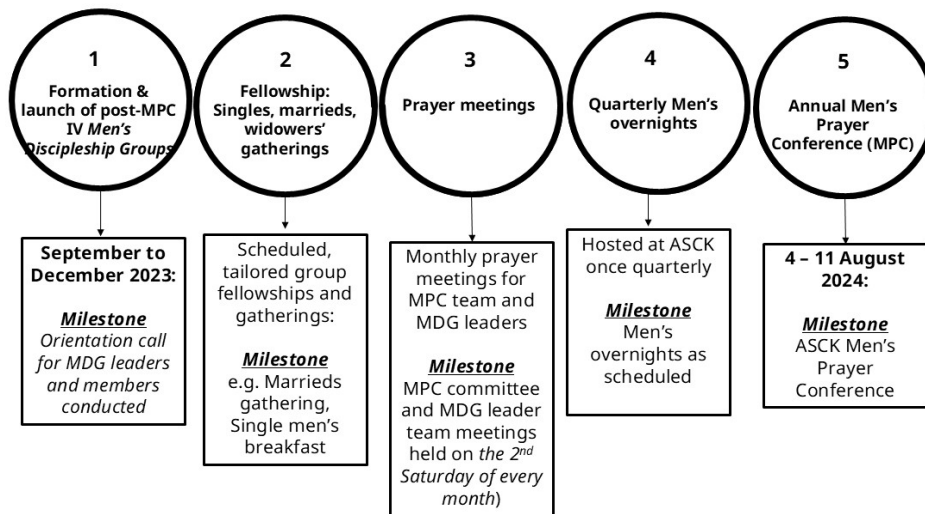 1
Formation &
launch of post-MPC
IV Men's
Discipleship Groups
2
Fellowship:
Singles, marrieds,
widowers'
gatherings
3
Prayer meetings
4
Quarterly Men's
overnights
5
Annual Men's
Prayer
Conference (MPC)
September to
December 2023:
Milestone
Orientation call
for MDG leaders
and members
conducted
Scheduled,
tailored group
fellowships and
gatherings:
Milestone
e.g. Marrieds
gathering,
Single men's
breakfast
Monthly prayer
meetings for
MPC team and
MDG leaders
Milestone
MPC committee
and MDG leader
team meetings
held on the 2nd
Saturday of every
month)
Hosted at ASCK
once quarterly
Milestone
Men's
overnights as
scheduled
4 – 11 August
2024:
Milestone
ASCK Men's
Prayer
Conference